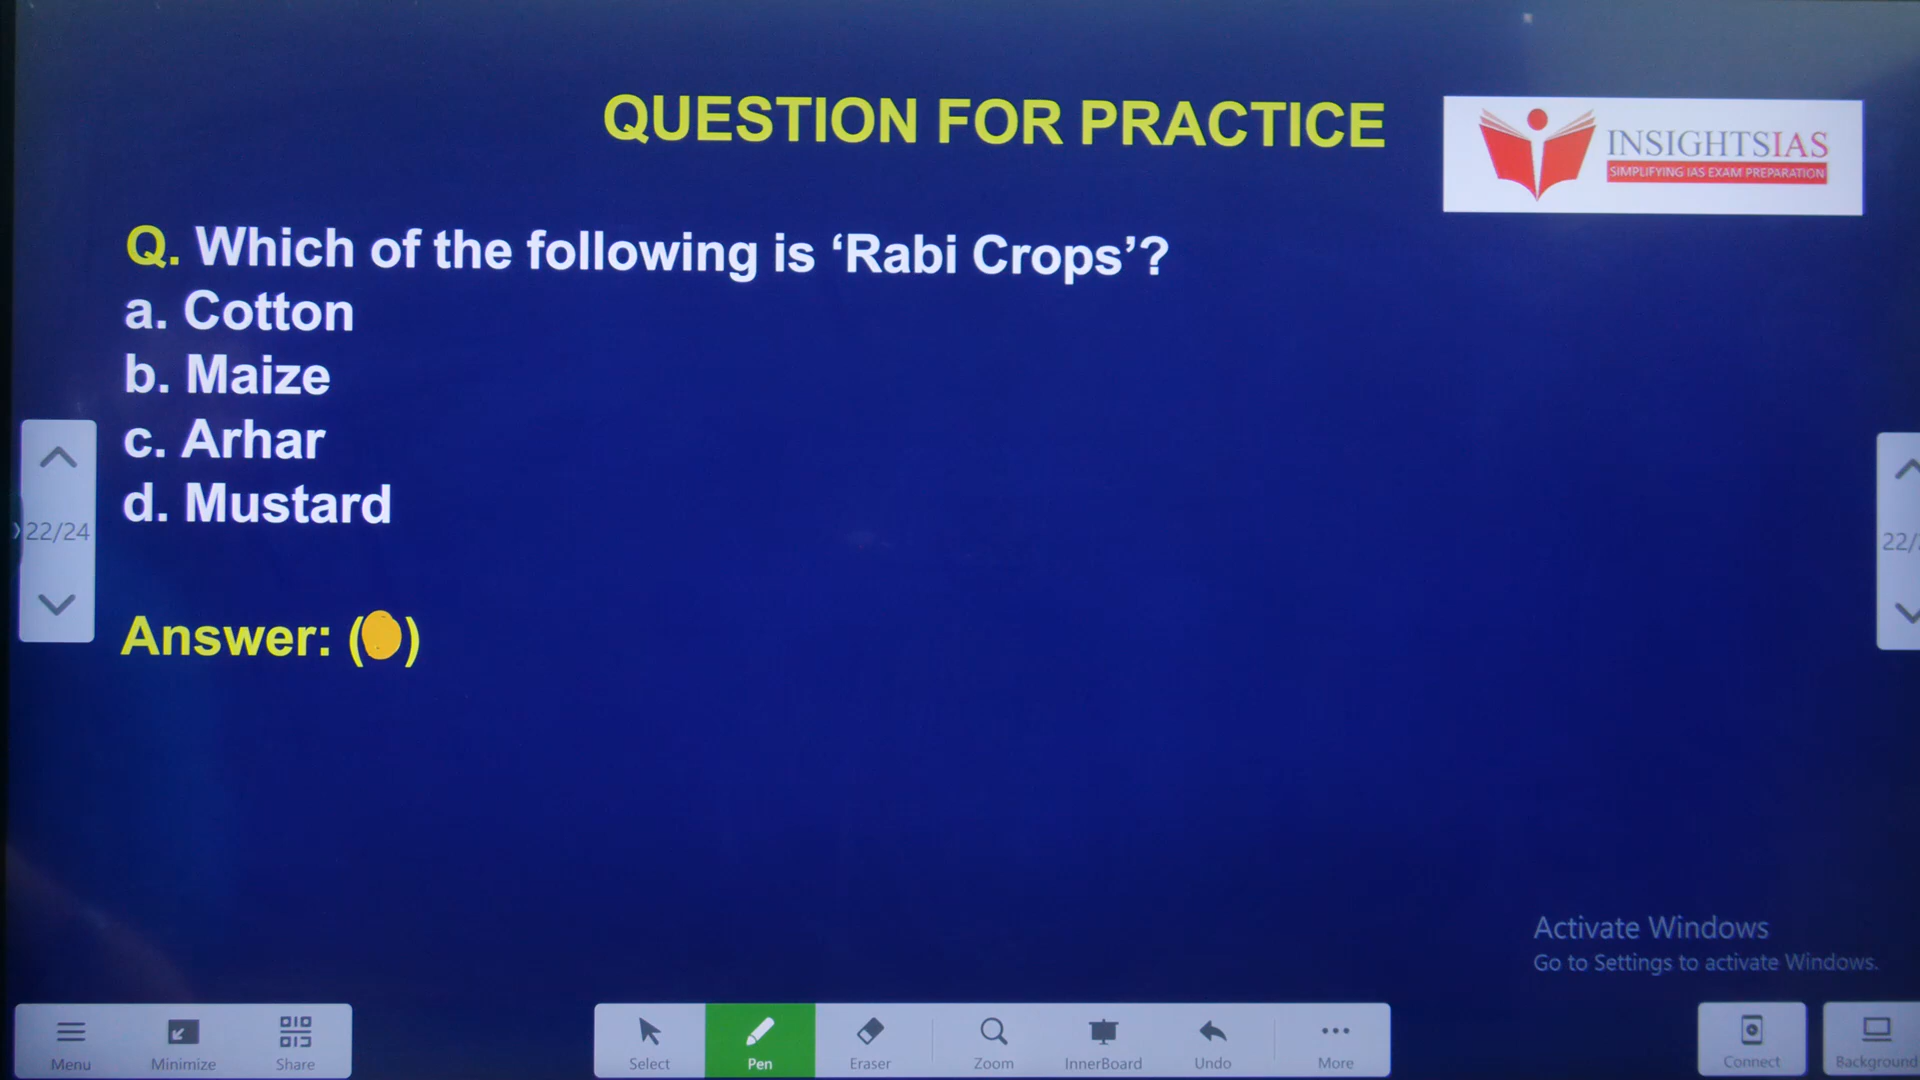 QUESTION FOR PRACTICE
INSIGHTSIAS
SIMPLIFYING IAS EXAM PREPARATION
Q. Which of the following is ‘Rabi Crops’?
a. Cotton
b. Maize
c. Arhar
d. Mustard
22/24
22/
Answer: ( )
Activate Windows
Go to Settings to activate Windows.
Menu Minimize Share Select Pen Eraser Zoom InnerBoard Undo More Connect Background